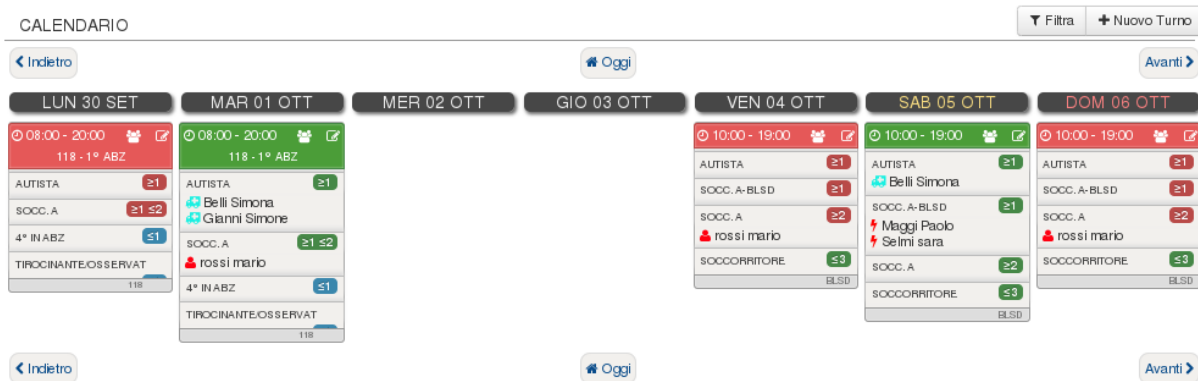 CALENDARIO
Filtra
Nuovo Turno
Indietro
Oggi
Avanti
LUN 30 SET
08:00 - 20:00
118 - 1º ABZ
AUTISTA ≥1
SOCC. A ≥1 ≤2
4° IN ABZ ≤1
TIROCINANTE/OSSERVAT
118
MAR 01 OTT
08:00 - 20:00
118 - 1º ABZ
AUTISTA ≥1
Belli Simona
Gianni Simone
SOCC. A ≥1 ≤2
rossi mario
4° IN ABZ ≤1
TIROCINANTE/OSSERVAT
118
MER 02 OTT
GIO 03 OTT
VEN 04 OTT
10:00 - 19:00
AUTISTA ≥1
SOCC. A-BLSD ≥1
SOCC. A ≥2
rossi mario
SOCCORRITORE ≤3
BLSD
SAB 05 OTT
10:00 - 19:00
AUTISTA ≥1
Belli Simona
SOCC. A-BLSD ≥1
Maggi Paolo
Selmi sara
SOCC. A ≥2
SOCCORRITORE ≤3
BLSD
DOM 06 OTT
10:00 - 19:00
AUTISTA ≥1
SOCC. A-BLSD ≥1
SOCC. A ≥2
rossi mario
SOCCORRITORE ≤3
BLSD
Indietro
Oggi
Avanti